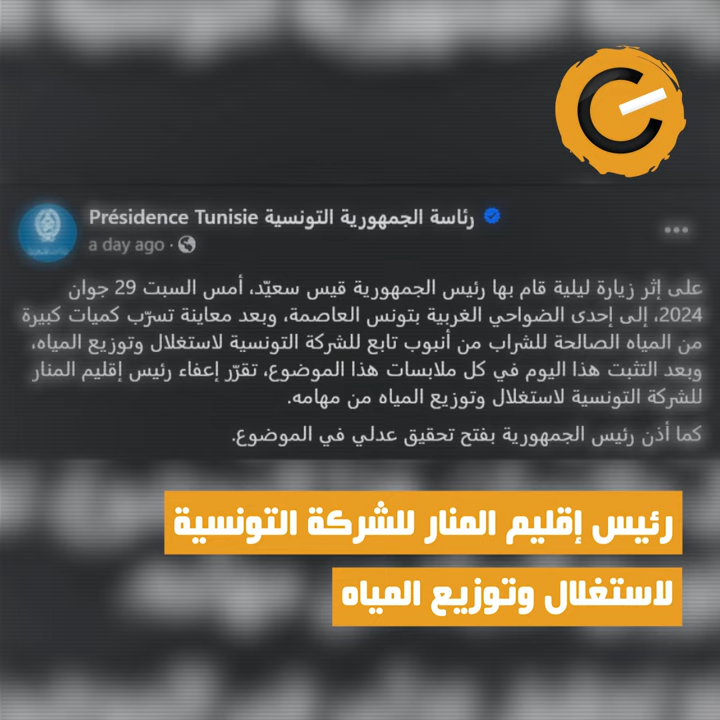 Présidence Tunisie رئاسة الجمهورية التونسية
a day ago
على إثر زيارة ليلية قام بها رئيس الجمهورية قيس سعيّد، أمس السبت 29 جوان
2024، إلى إحدى الضواحي الغربية بتونس العاصمة، وبعد معاينة تسرّب كميات كبيرة
من المياه الصالحة للشراب من أنبوب تابع للشركة التونسية لاستغلال وتوزيع المياه،
وبعد التثبت هذا اليوم في كل ملابسات هذا الموضوع، تقرّر إعفاء رئيس إقليم المنار
للشركة التونسية لاستغلال وتوزيع المياه من مهامه.
كما أذن رئيس الجمهورية بفتح تحقيق عدلي في الموضوع.
رئيس إقليم المنار للشركة التونسية
لاستغلال وتوزيع المياه